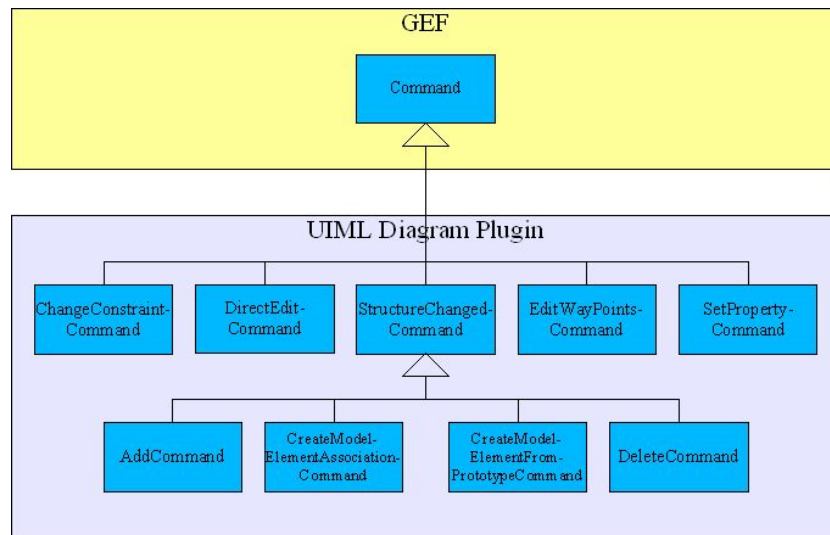 GEF
Command
UIML Diagram Plugin
ChangeConstraint-
Command
DirectEdit-
Command
StructureChanged-
Command
EditWayPoints-
Command
SetProperty-
Command
AddCommand
CreateModel-
ElementAssociation-
Command
CreateModel-
ElementFrom-
PrototypeCommand
DeleteCommand